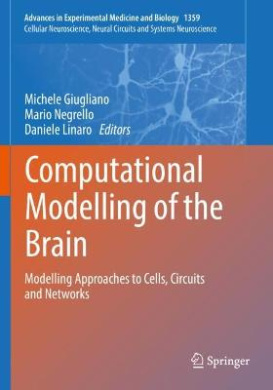 Advances in Experimental Medicine and Biology 1359
Cellular Neuroscience, Neural Circuits and Systems Neuroscience
Michele Giugliano
Mario Negrello
Daniele Linaro Editors
Computational
Modelling of the
Brain
Modelling Approaches to Cells, Circuits
and Networks
Springer